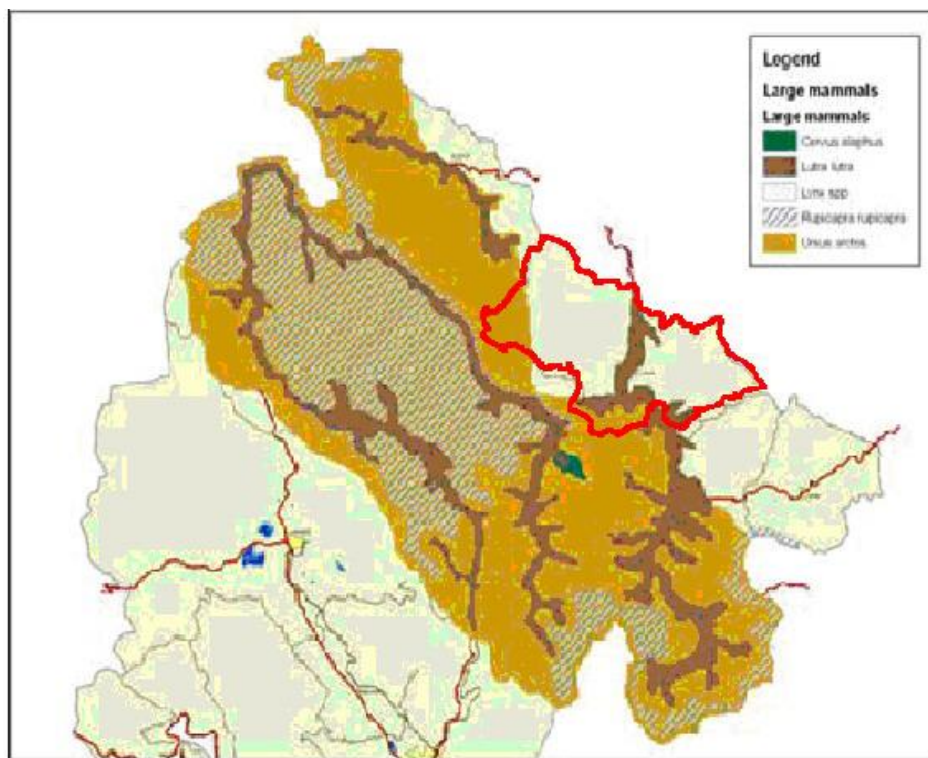 Legend
Large mammals
Large mammals
Cervus elaphus
Lutra lutra
Lynx spp
Rupicapra rupicapra
Ursus arctos